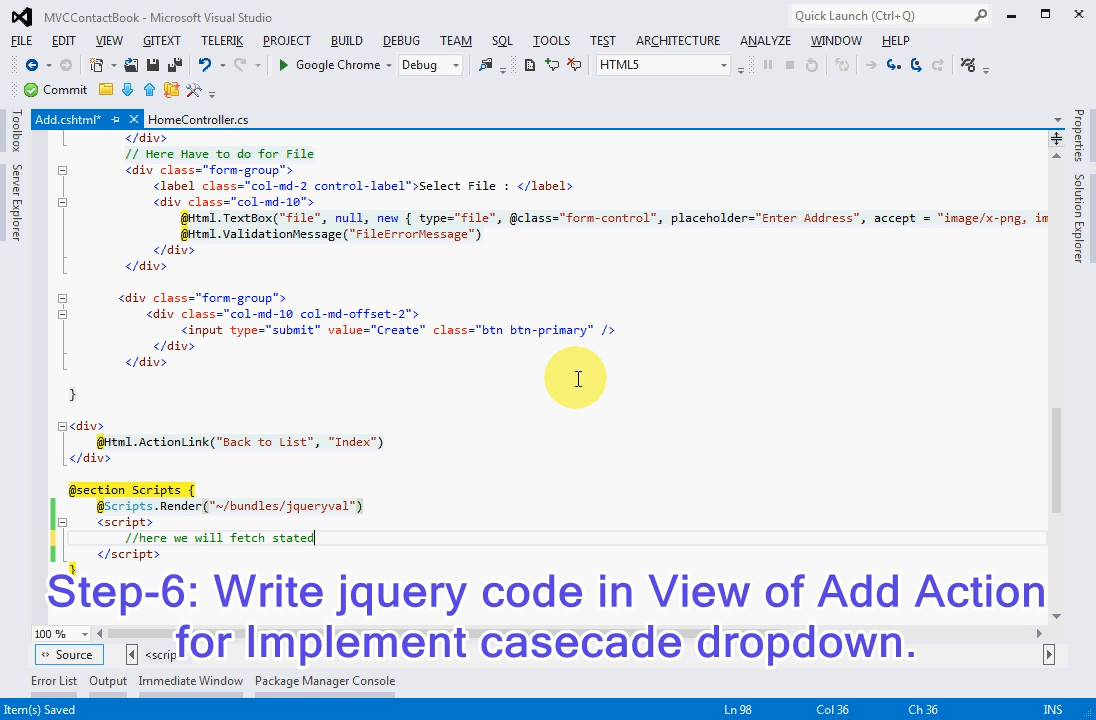 MVCContactBook - Microsoft Visual Studio
Quick Launch (Ctrl+Q)
FILE EDIT VIEW GITEXT TELERIK PROJECT BUILD DEBUG TEAM SQL TOOLS TEST ARCHITECTURE ANALYZE WINDOW HELP
Google Chrome Debug HTML5
Commit
Add.cshtml* HomeController.cs
Toolbox
Server Explorer
Properties
Solution Explorer
</div>
// Here Have to do for File
<div class="form-group">
<label class="col-md-2 control-label">Select File : </label>
<div class="col-md-10">
@Html.TextBox("file", null, new { type="file", @class="form-control", placeholder="Enter Address", accept = "image/x-png, im
@Html.ValidationMessage("FileErrorMessage")
</div>
</div>
<div class="form-group">
<div class="col-md-10 col-md-offset-2">
<input type="submit" value="Create" class="btn btn-primary" />
</div>
</div>
}
<div>
@Html.ActionLink("Back to List", "Index")
</div>
@section Scripts {
@Scripts.Render("~/bundles/jqueryval")
<script>
//here we will fetch stated
</script>
}
Step-6: Write jquery code in View of Add Action
for Implement casecade dropdown.
100 %
Source <scrip
Error List Output Immediate Window Package Manager Console
Item(s) Saved Ln 98 Col 36 Ch 36 INS